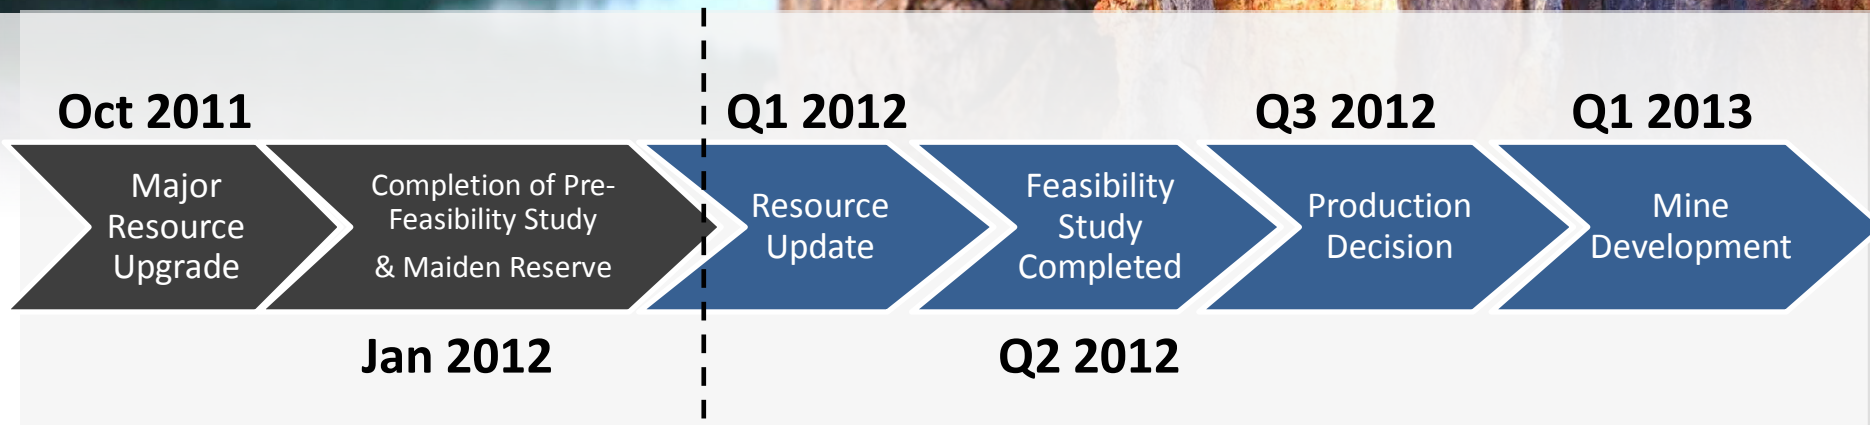 Oct 2011
Q1 2012
Q3 2012
Q1 2013
Major
Resource
Upgrade
Completion of Pre-
Feasibility Study
& Maiden Reserve
Resource
Update
Feasibility
Study
Completed
Production
Decision
Mine
Development
Jan 2012
Q2 2012